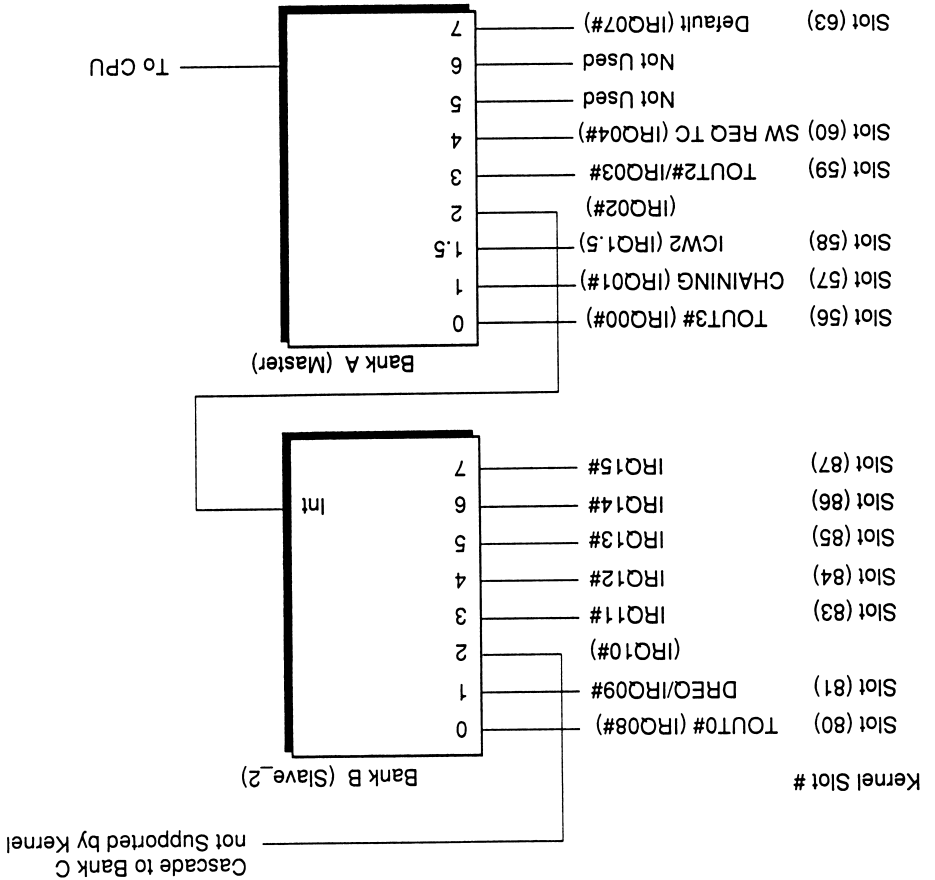 Cascade to Bank C
not Supported by Kernel
Kernel Slot #
Bank B (Slave_2)
Slot (80) TOUT0# (IRQ08#) 0
Slot (81) DREQ/IRQ09# 1
(IRQ10#) 2
Slot (83) IRQ11# 3
Slot (84) IRQ12# 4
Slot (85) IRQ13# 5
Slot (86) IRQ14# 6 Int
Slot (87) IRQ15# 7
Bank A (Master)
Slot (56) TOUT3# (IRQ00#) 0
Slot (57) CHAINING (IRQ01#) 1
Slot (58) ICW2 (IRQ1.5) 1.5
(IRQ02#) 2
Slot (59) TOUT2#/IRQ03# 3
Slot (60) SW REQ TC (IRQ04#) 4
Not Used 5
Not Used 6 To CPU
Slot (63) Default (IRQ07#) 7